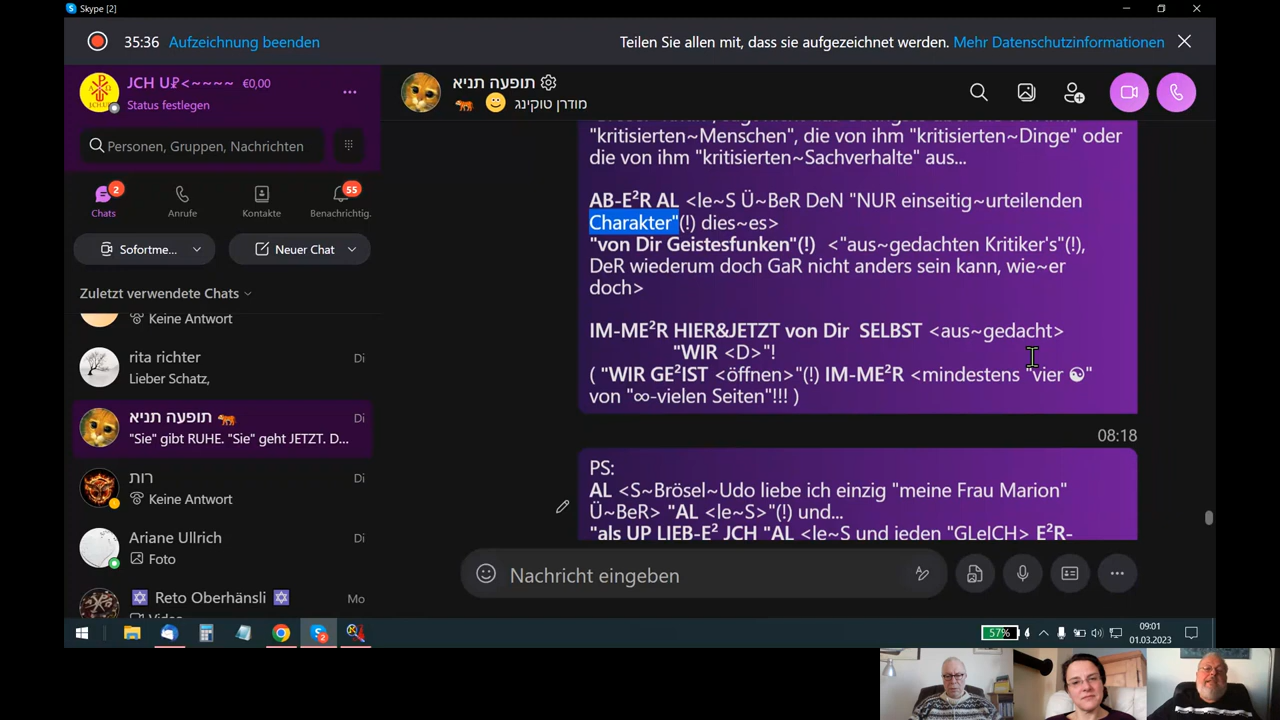 Skype [2]
35:36 Aufzeichnung beenden
Teilen Sie allen mit, dass sie aufgezeichnet werden. Mehr Datenschutzinformationen
JCH U₽<~~~~ €0,00
Status festlegen
Personen, Gruppen, Nachrichten
2
55
Chats
Anrufe
Kontakte
Benachrichtig.
Sofortme...
Neuer Chat
Zuletzt verwendete Chats
Keine Antwort
rita richter
Di
Lieber Schatz,
תופעה תניא
Di
"Sie" gibt RUHE. "Sie" geht JETZT. D...
רות
Di
Keine Antwort
Ariane Ullrich
Di
Foto
Reto Oberhänsli
Mo
תופעה תניא
מודרן טוקינג
"kritisierten~Menschen", die von ihm "kritisierten~Dinge" oder
die von ihm "kritisierten~Sachverhalte" aus...
AB-E²R AL <le~S Ü~BeR DeN "NUR einseitig~urteilenden
Charakter"(!) dies~es>
"von Dir Geistesfunken"(!) <"aus~gedachten Kritiker's"(!),
DeR wiederum doch GaR nicht anders sein kann, wie~er
doch>
IM-ME²R HIER&JETZT von Dir SELBST <aus~gedacht>
"WIR <D>"!
( "WIR GE²IST <öffnen>"(!) IM-ME²R <mindestens "vier ☯"
von "∞-vielen Seiten"!!! )
08:18
PS:
AL <S~Brösel~Udo liebe ich einzig "meine Frau Marion"
Ü~BeR> "AL <le~S>"(!) und...
"als UP LIEB-E² JCH "AL <le~S und jeden "GLeICH> E²R-
Nachricht eingeben
57%
2
09:01
01.03.2023